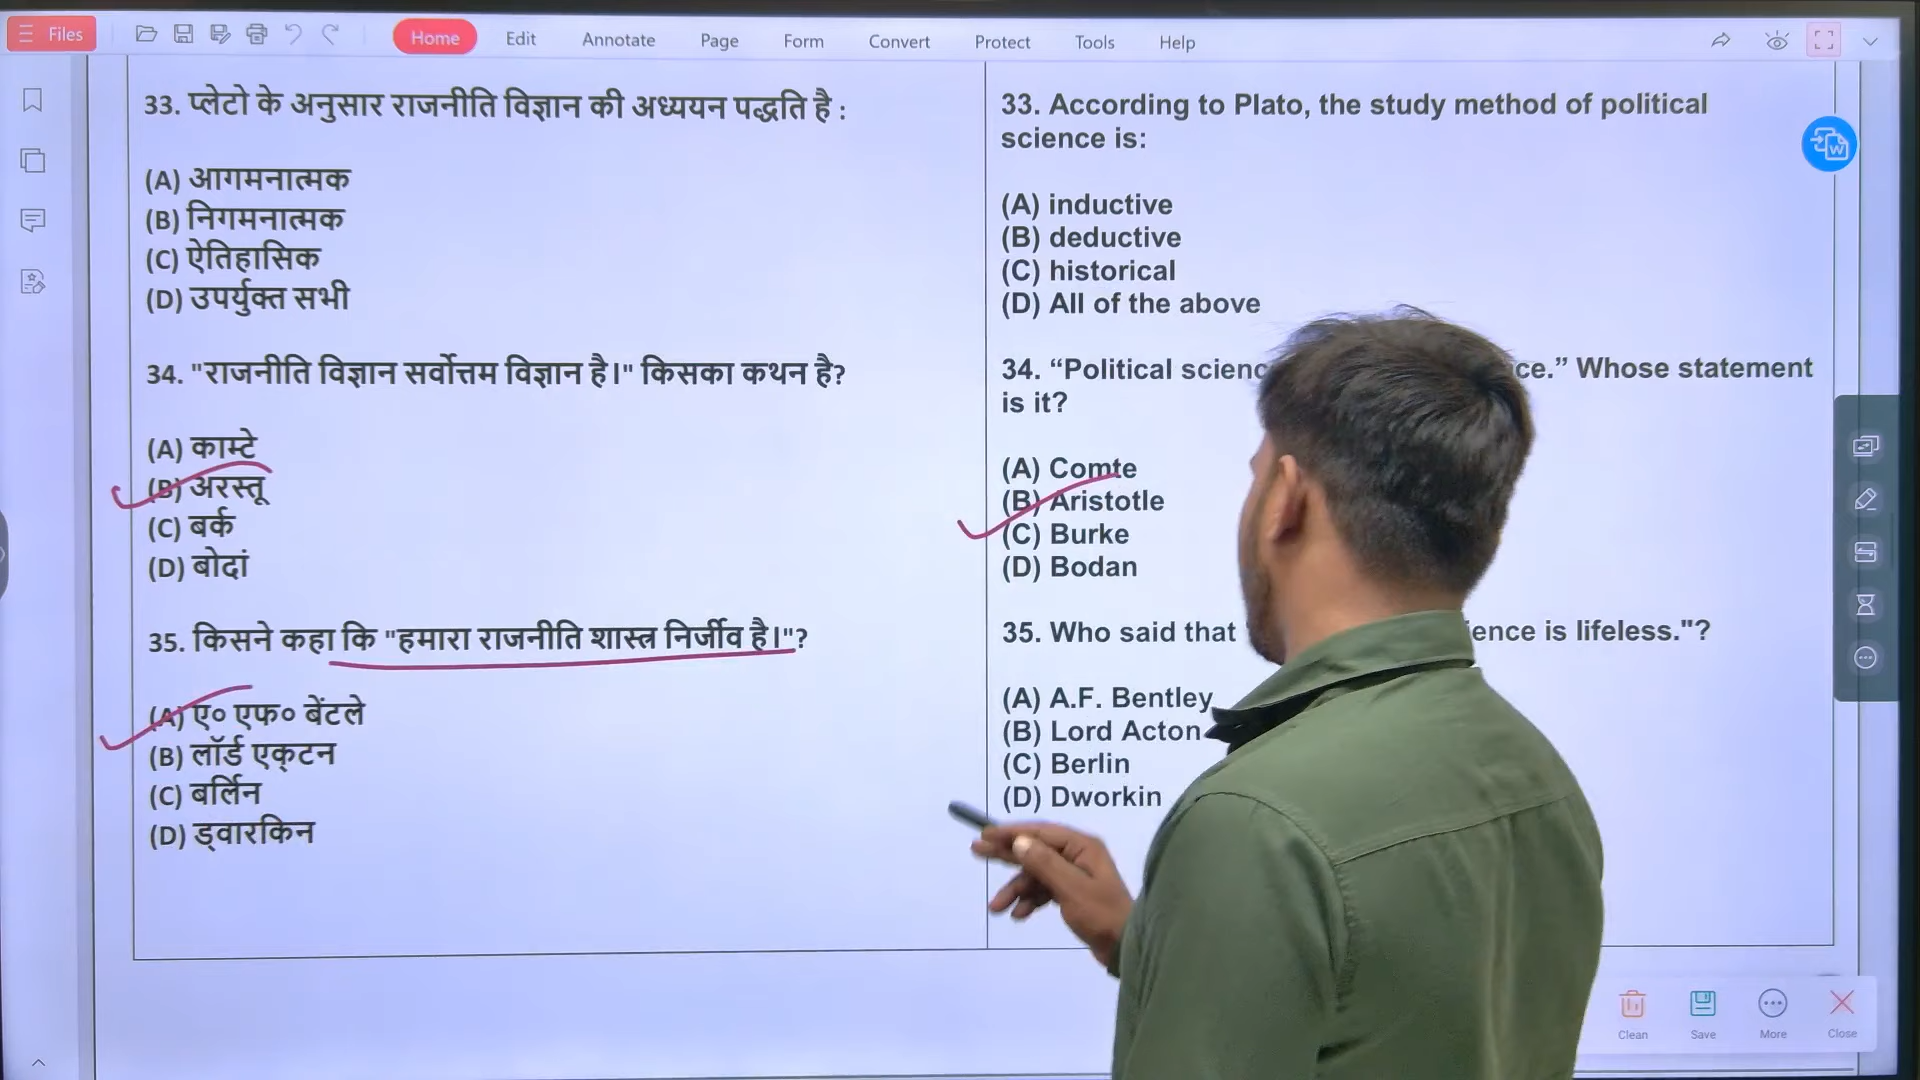 Files
Home
Edit
Annotate
Page
Form
Convert
Protect
Tools
Help
33. प्लेटो के अनुसार राजनीति विज्ञान की अध्ययन पद्धति है :
(A) आगमनात्मक
(B) निगमनात्मक
(C) ऐतिहासिक
(D) उपर्युक्त सभी
34. "राजनीति विज्ञान सर्वोत्तम विज्ञान है।" किसका कथन है?
(A) काम्टे
(B) अरस्तू
(C) बर्क
(D) बोदां
35. किसने कहा कि "हमारा राजनीति शास्त्र निर्जीव है।"?
(A) ए० एफ० बेंटले
(B) लॉर्ड एक्टन
(C) बर्लिन
(D) ड्वारकिन
33. According to Plato, the study method of political
science is:
(A) inductive
(B) deductive
(C) historical
(D) All of the above
34. “Political Whose statement
is it?
(A) Comte
(B) Aristotle
(C) Burke
(D) Bodan
35. Who said that is lifeless."?
(A) A.F. Bentley
(B) Lord Acton
(C) Berlin
(D) Dworkin
Clean
Save
More
Close